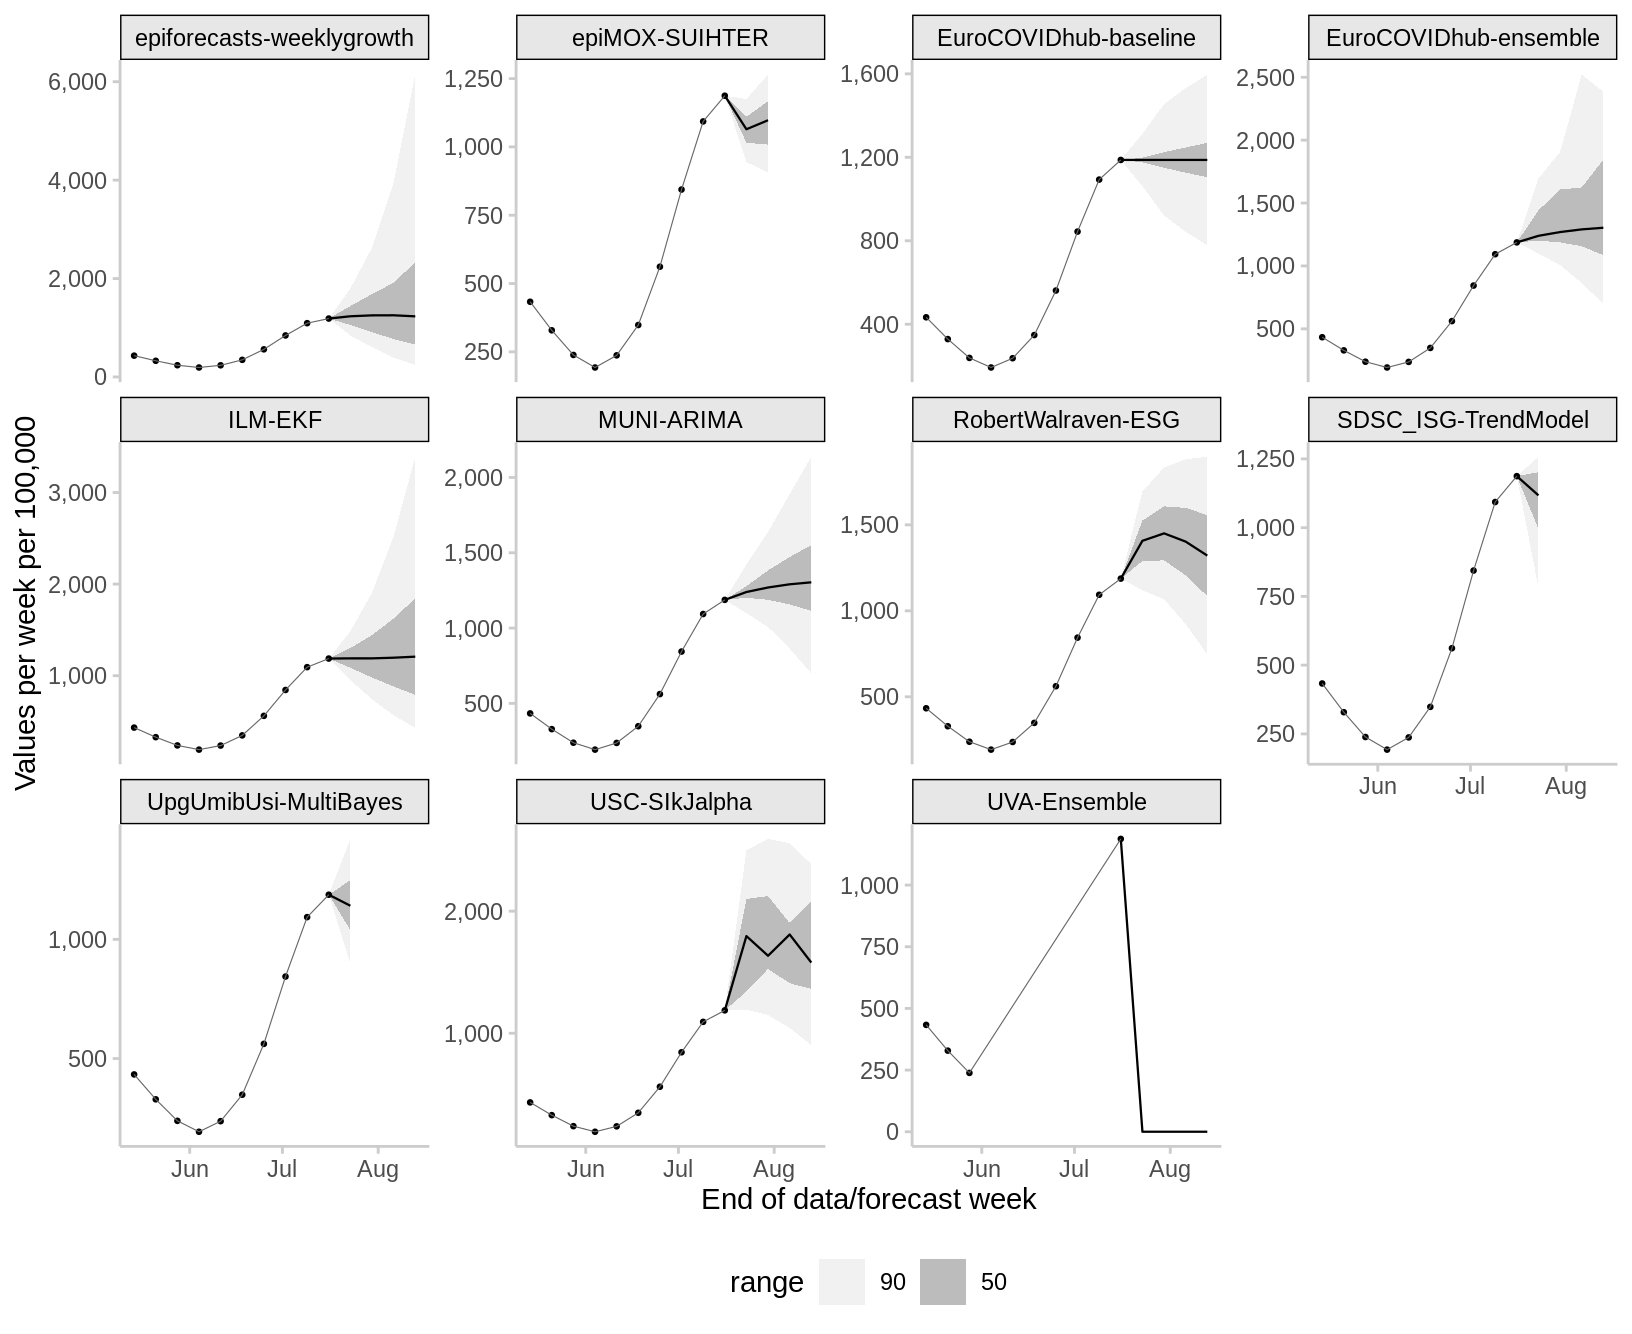 epiforecasts-weeklygrowth
epiMOX-SUIHTER
EuroCOVIDhub-baseline
EuroCOVIDhub-ensemble
6,000
4,000
2,000
0
1,250
1,000
750
500
250
1,600
1,200
800
400
2,500
2,000
1,500
1,000
500
ILM-EKF
MUNI-ARIMA
RobertWalraven-ESG
SDSC_ISG-TrendModel
3,000
2,000
1,000
2,000
1,500
1,000
500
1,500
1,000
500
1,250
1,000
750
500
250
Jun Jul Aug
Values per week per 100,000
UpgUmibUsi-MultiBayes
USC-SIkJalpha
UVA-Ensemble
1,000
500
2,000
1,000
1,000
750
500
250
0
Jun Jul Aug
Jun Jul Aug
Jun Jul Aug
End of data/forecast week
range 90 50